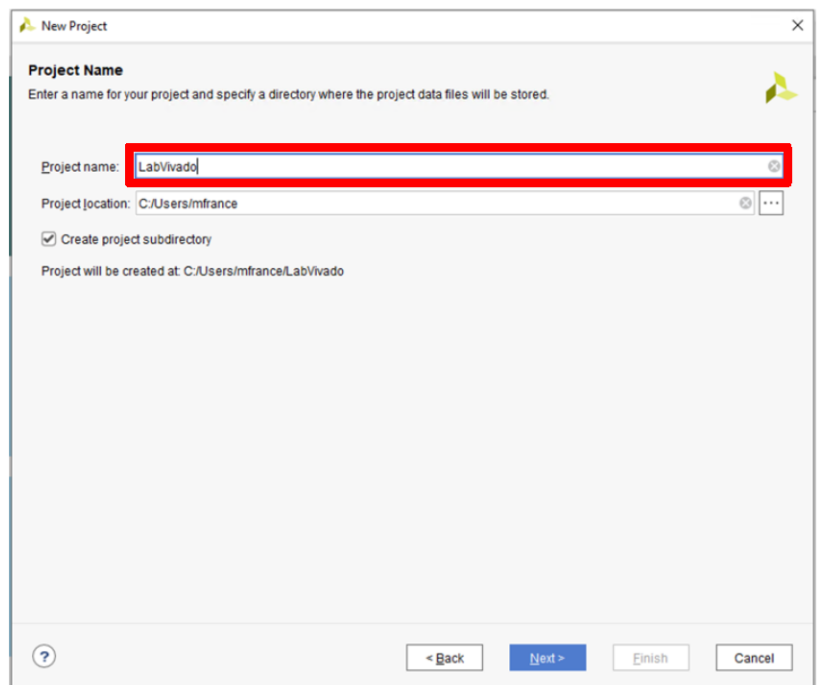 New Project
Project Name
Enter a name for your project and specify a directory where the project data files will be stored.
Project name: LabVivado
Project location: C:/Users/mfrance ...
Create project subdirectory
Project will be created at: C:/Users/mfrance/LabVivado
? < Back Next > Finish Cancel